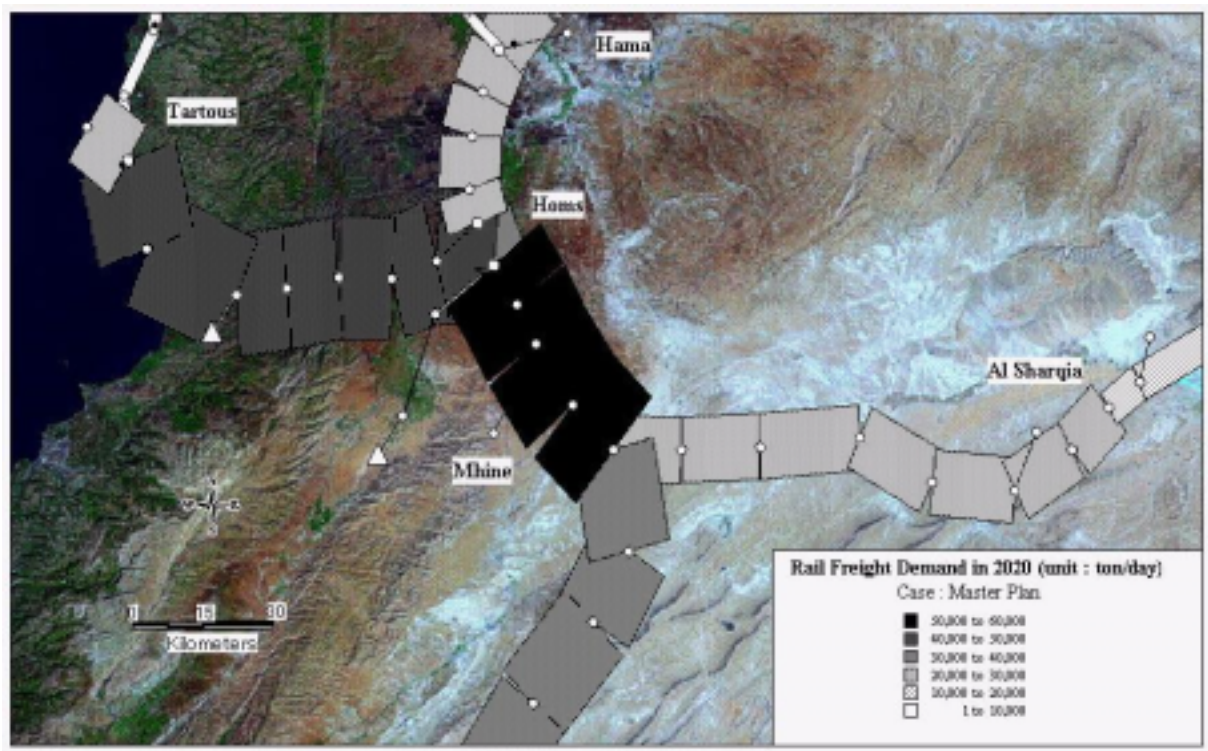 Hama
Tartous
Homs
Al Sharqia
Mhine
0 15 30
Kilometers
Rail Freight Demand in 2020 (unit : ton/day)
Case : Master Plan
50,000 to 60,000
40,000 to 50,000
30,000 to 40,000
20,000 to 30,000
10,000 to 20,000
1 to 10,000